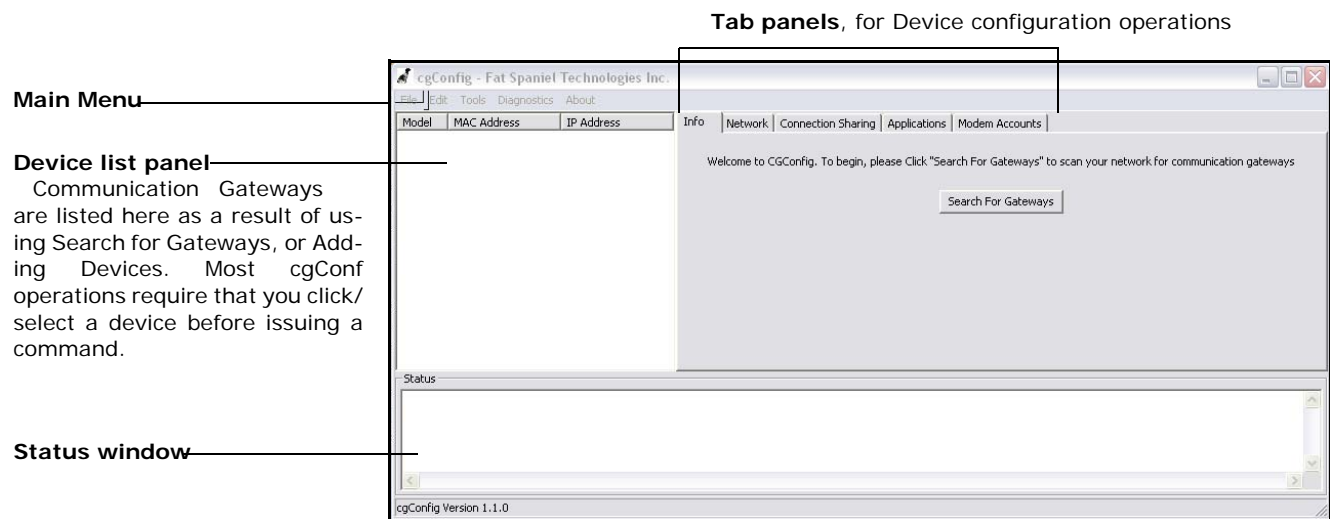 Tab panels, for Device configuration operations
cgConfig - Fat Spaniel Technologies Inc.
Main Menu
File Edit Tools Diagnostics About
Model MAC Address IP Address
Info Network Connection Sharing Applications Modem Accounts
Device list panel
Communication Gateways
are listed here as a result of us-
ing Search for Gateways, or Add-
ing Devices. Most cgConf
operations require that you click/
select a device before issuing a
command.
Welcome to CGConfig. To begin, please Click "Search For Gateways" to scan your network for communication gateways
Search For Gateways
Status
Status window
cgConfig Version 1.1.0